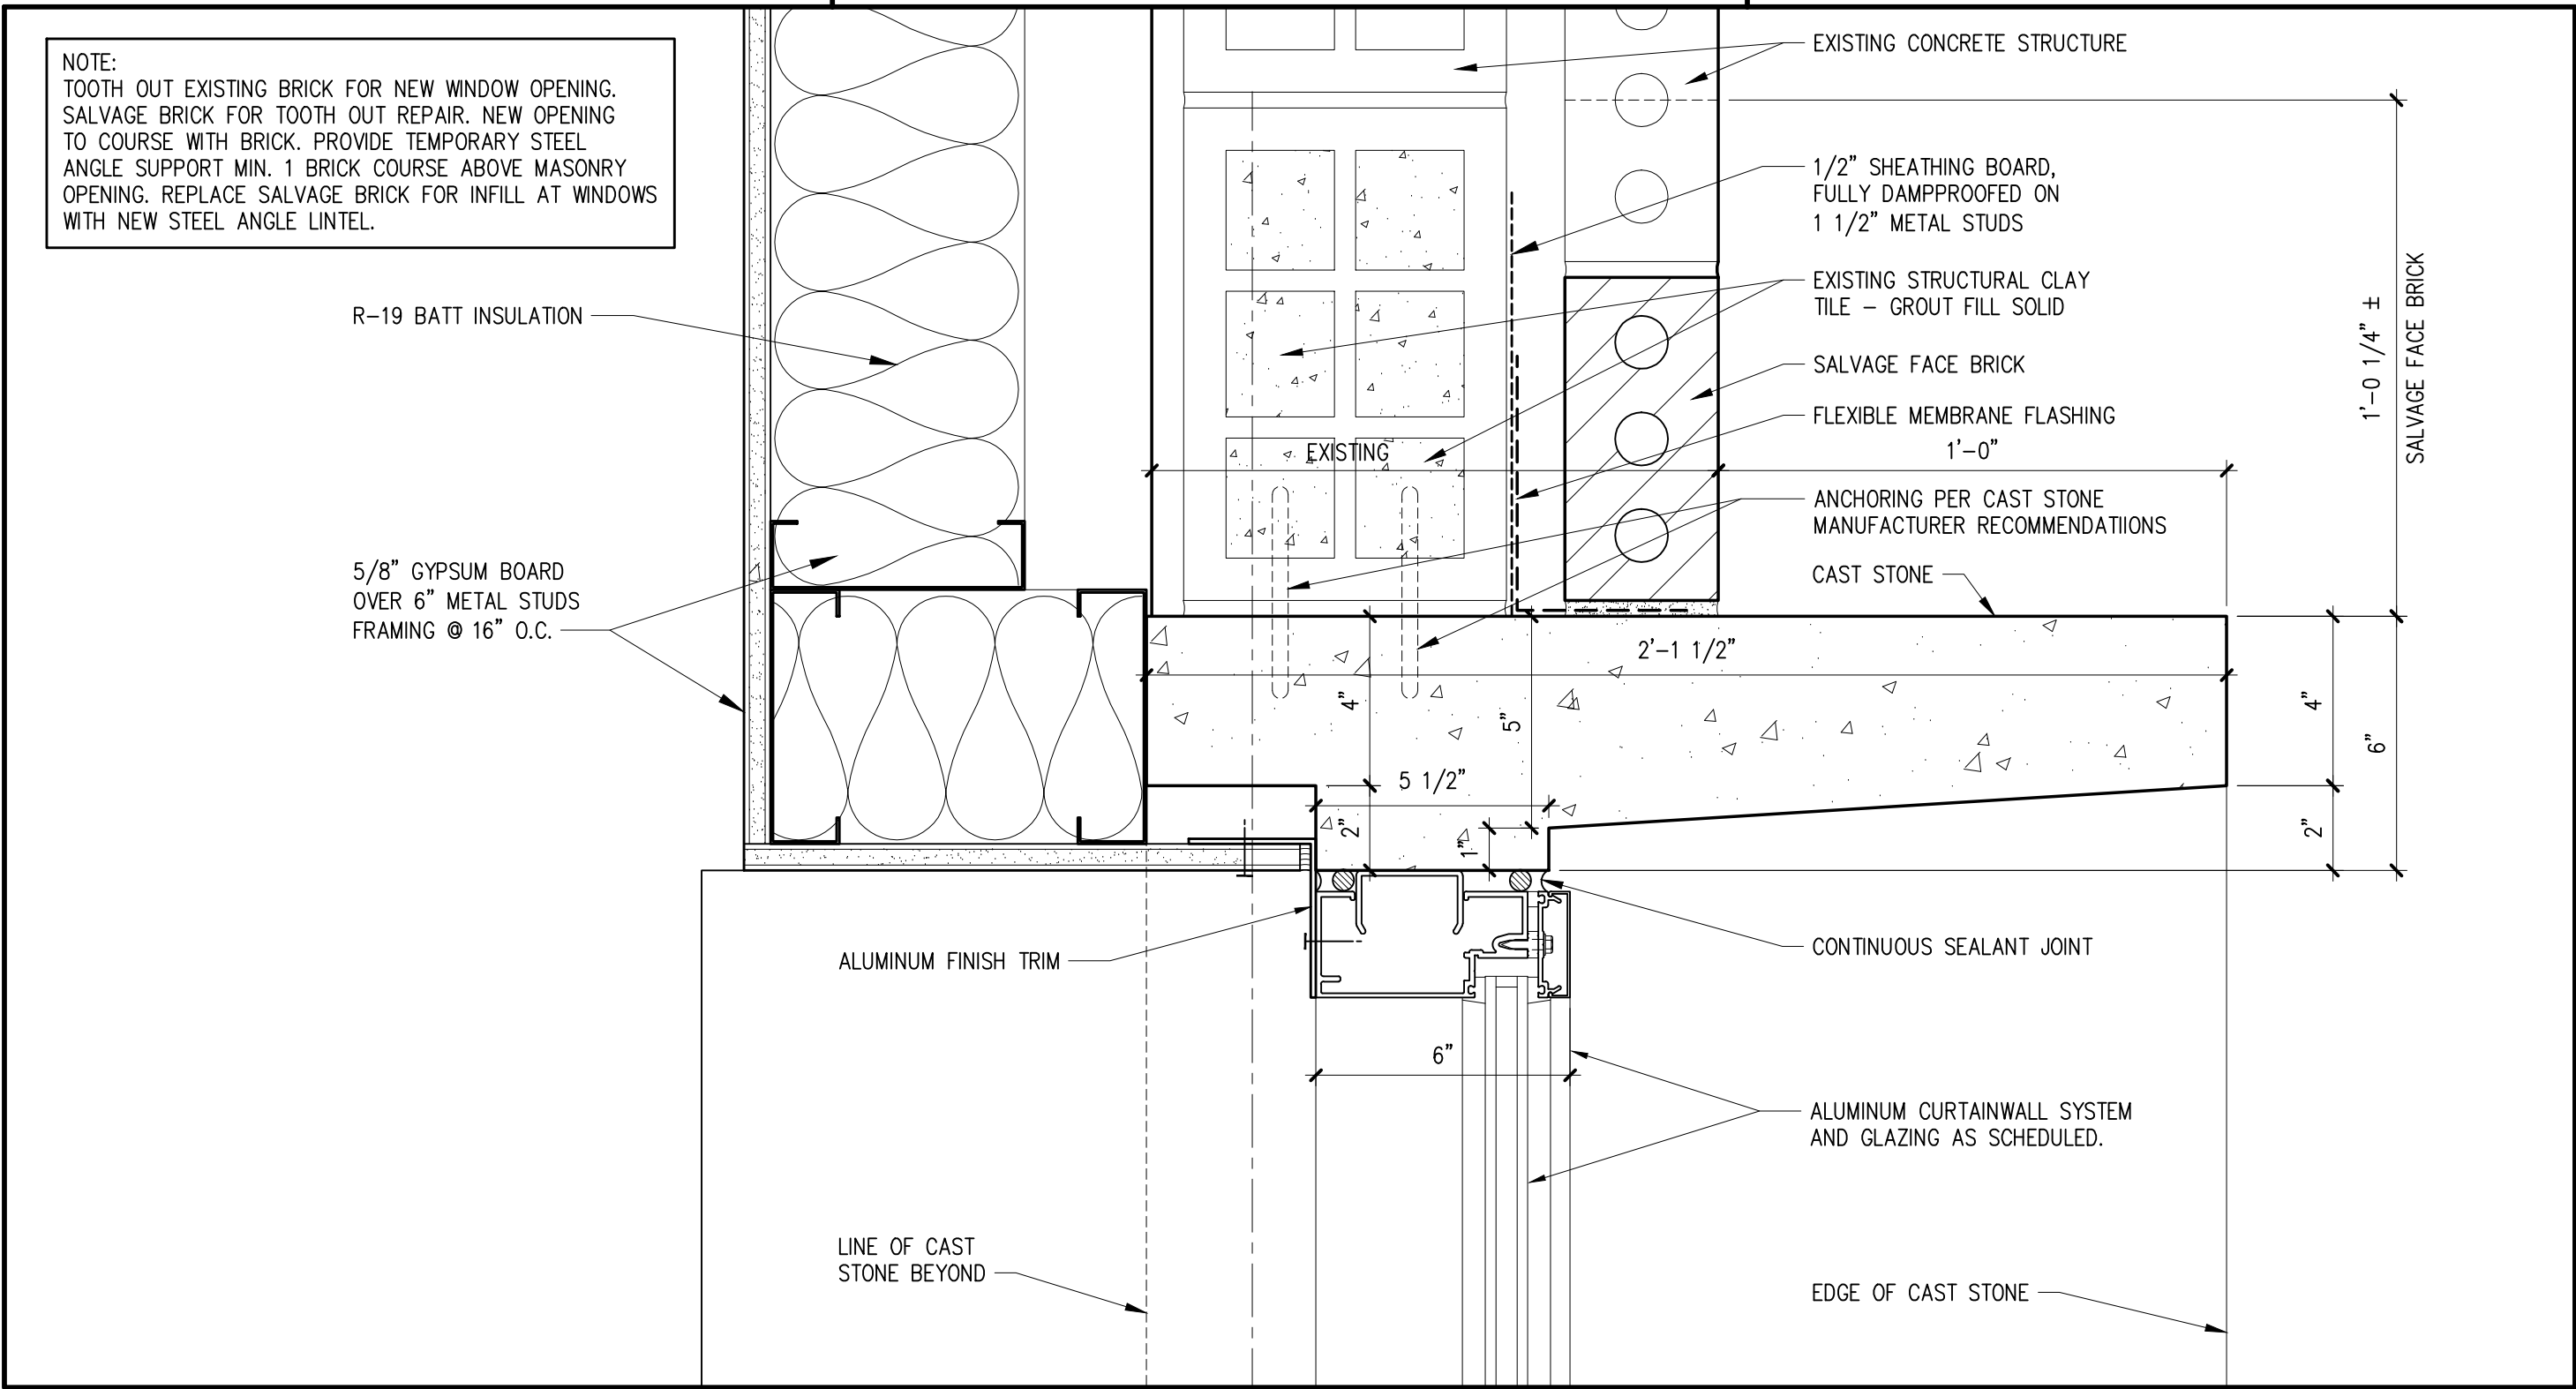 NOTE:
TOOTH OUT EXISTING BRICK FOR NEW WINDOW OPENING.
SALVAGE BRICK FOR TOOTH OUT REPAIR. NEW OPENING
TO COURSE WITH BRICK. PROVIDE TEMPORARY STEEL
ANGLE SUPPORT MIN. 1 BRICK COURSE ABOVE MASONRY
OPENING. REPLACE SALVAGE BRICK FOR INFILL AT WINDOWS
WITH NEW STEEL ANGLE LINTEL.
R-19 BATT INSULATION
5/8" GYPSUM BOARD
OVER 6" METAL STUDS
FRAMING @ 16" O.C.
EXISTING CONCRETE STRUCTURE
1/2" SHEATHING BOARD,
FULLY DAMPPROOFED ON
1 1/2" METAL STUDS
EXISTING STRUCTURAL CLAY
TILE – GROUT FILL SOLID
SALVAGE FACE BRICK
FLEXIBLE MEMBRANE FLASHING
EXISTING
1'-0"
ANCHORING PER CAST STONE
MANUFACTURER RECOMMENDATIIONS
CAST STONE
1'-0 1/4" ±
SALVAGE FACE BRICK
2'-1 1/2"
4"
5"
5 1/2"
2"
1"
4"
6"
2"
ALUMINUM FINISH TRIM
CONTINUOUS SEALANT JOINT
6"
ALUMINUM CURTAINWALL SYSTEM
AND GLAZING AS SCHEDULED.
LINE OF CAST
STONE BEYOND
EDGE OF CAST STONE